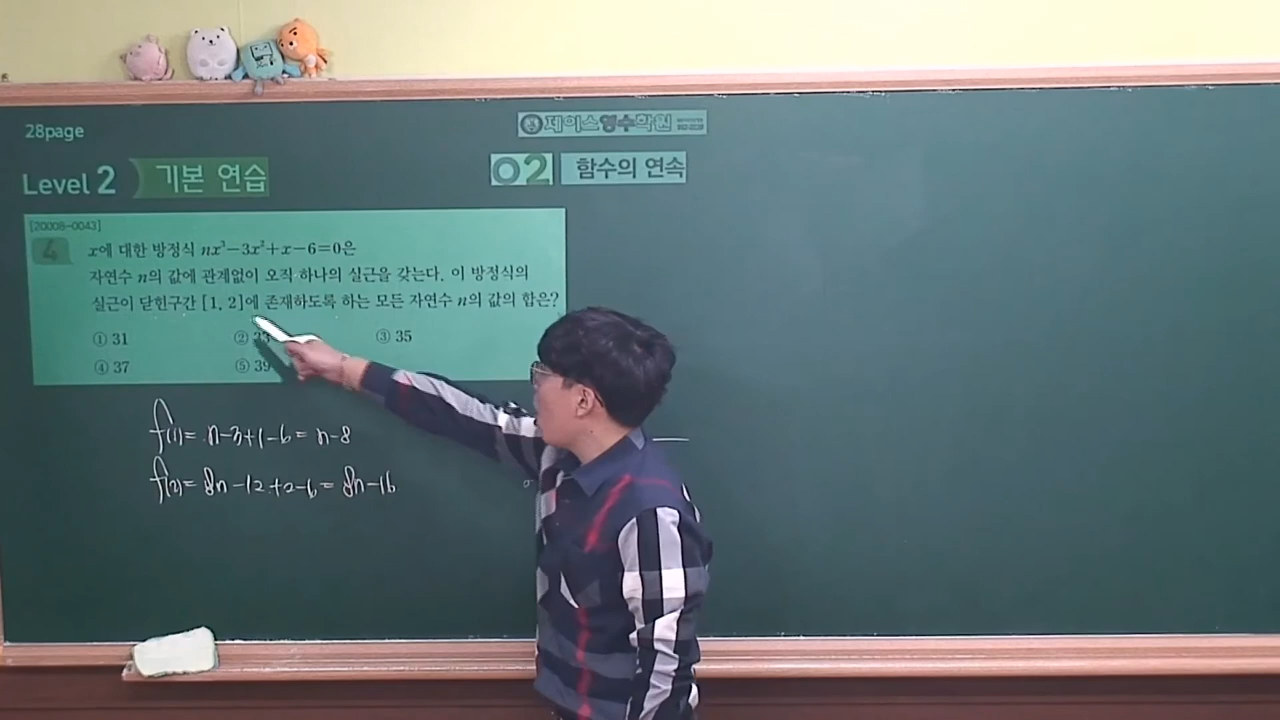 28page
제이스영수학원
Level 2 기본 연습
02 함수의 연속
[20008-0043]
4 x에 대한 방정식 nx³-3x²+x-6=0은
자연수 n의 값에 관계없이 오직 하나의 실근을 갖는다. 이 방정식의
실근이 닫힌구간 [1, 2]에 존재하도록 하는 모든 자연수 n의 값의 합은?
① 31 ② 33 ③ 35
④ 37 ⑤ 39
f(1)= n-3+1-6= n-8
f(2)= 8n-12+2-6= 8n-16